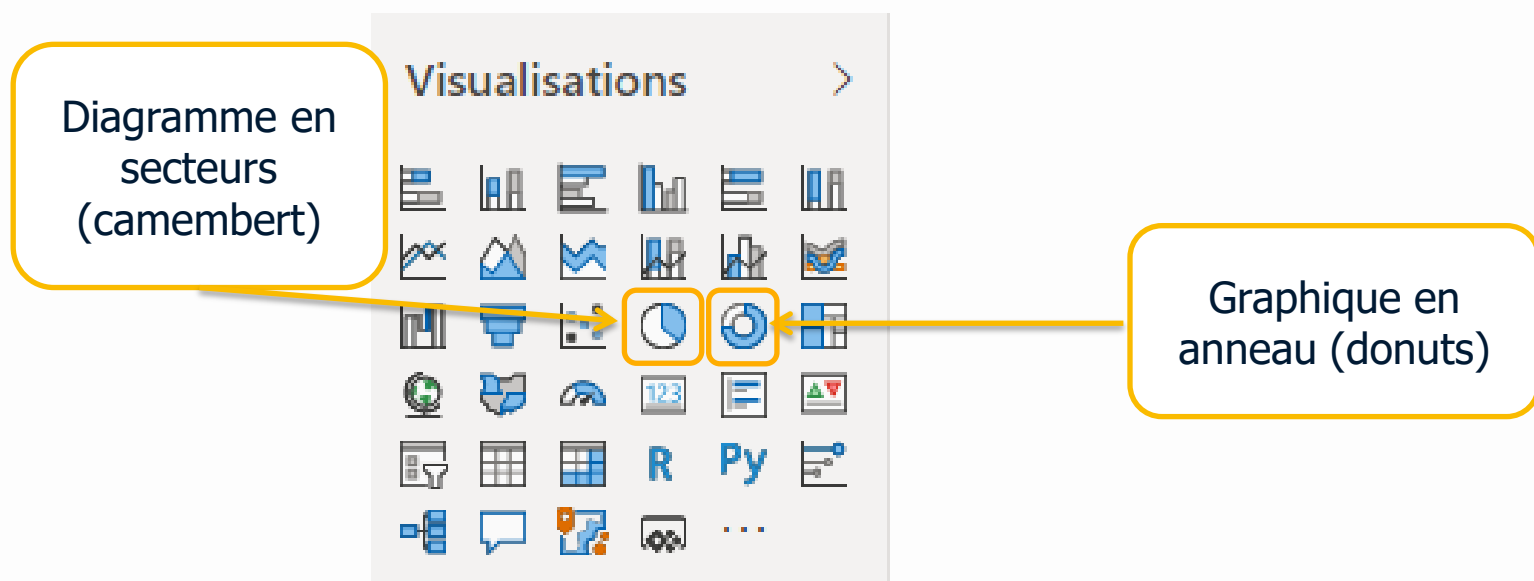 Visualisations
Diagramme en
secteurs
(camembert)
Graphique en
anneau (donuts)
123
R
Py